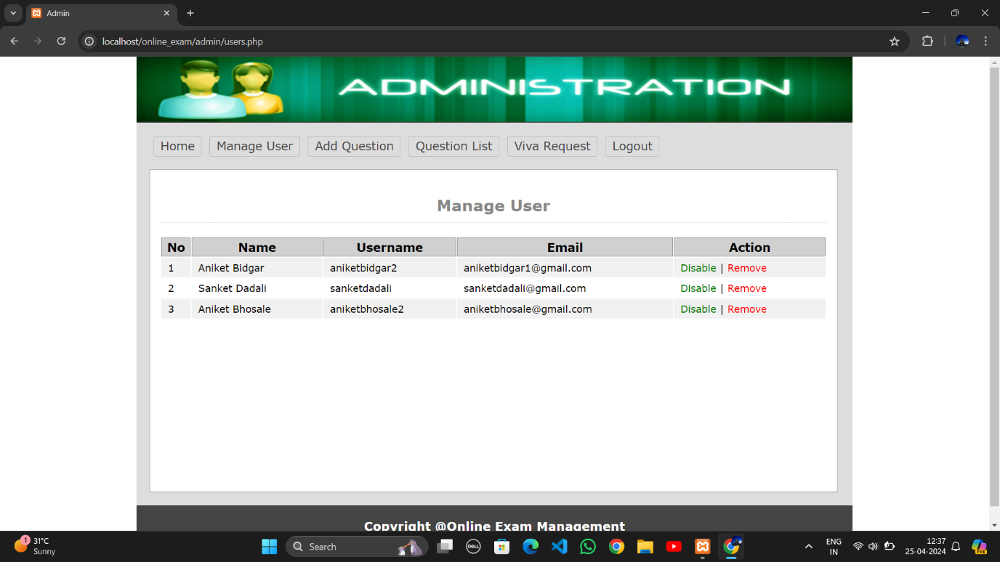 Admin
localhost/online_exam/admin/users.php
ADMINISTRATION
Home Manage User Add Question Question List Viva Request Logout
Manage User
No Name Username Email Action
1 Aniket Bidgar aniketbidgar2 aniketbidgar1@gmail.com Disable | Remove
2 Sanket Dadali sanketdadali sanketdadali@gmail.com Disable | Remove
3 Aniket Bhosale aniketbhosale2 aniketbhosale@gmail.com Disable | Remove
Copyright @Online Exam Management
1 31°C
Sunny
Search
DELL
PRE
ENG
IN
12:37
25-04-2024